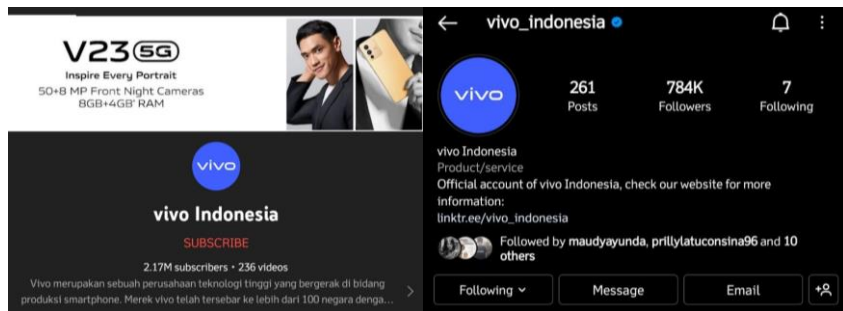 V23 5G
Inspire Every Portrait
50+8 MP Front Night Cameras
8GB+4GB¹ RAM
vivo
vivo Indonesia
SUBSCRIBE
2.17M subscribers • 236 videos
Vivo merupakan sebuah perusahaan teknologi tinggi yang bergerak di bidang
produksi smartphone. Merek vivo telah tersebar ke lebih dari 100 negara denga...
vivo_indonesia
vivo
261 784K 7
Posts Followers Following
vivo Indonesia
Product/service
Official account of vivo Indonesia, check our website for more
information:
linktr.ee/vivo_indonesia
Followed by maudyayunda, prillylatuconsina96 and 10
others
Following Message Email